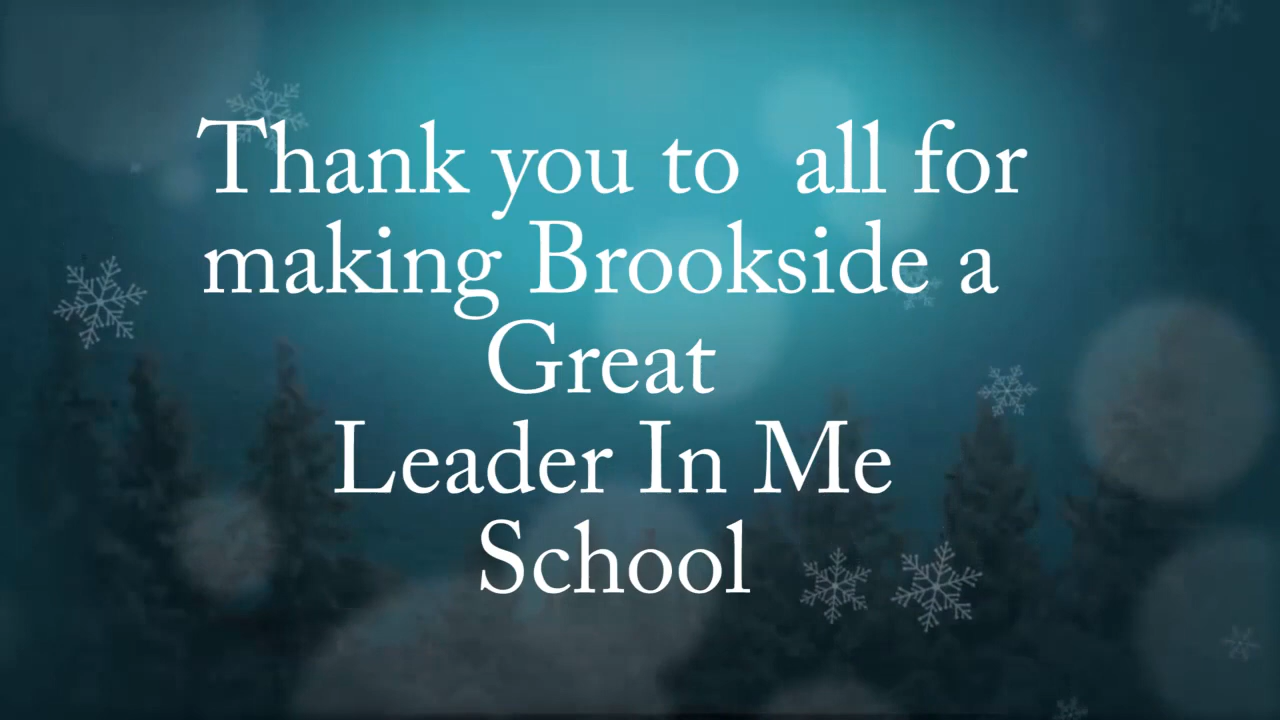 Thank you to  all for
making Brookside a
Great
Leader In Me
School